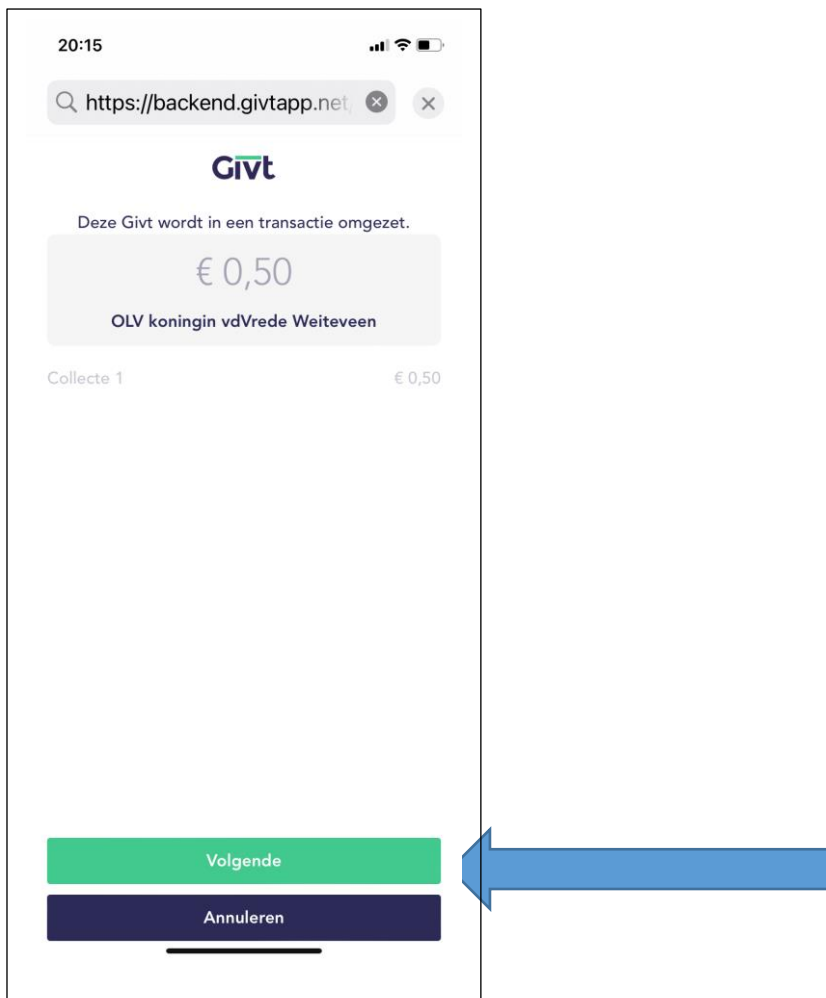 20:15
https://backend.givtapp.net/
Givt
Deze Givt wordt in een transactie omgezet.
€ 0,50
OLV koningin vdVrede Weiteveen
Collecte 1 € 0,50
Volgende
Annuleren